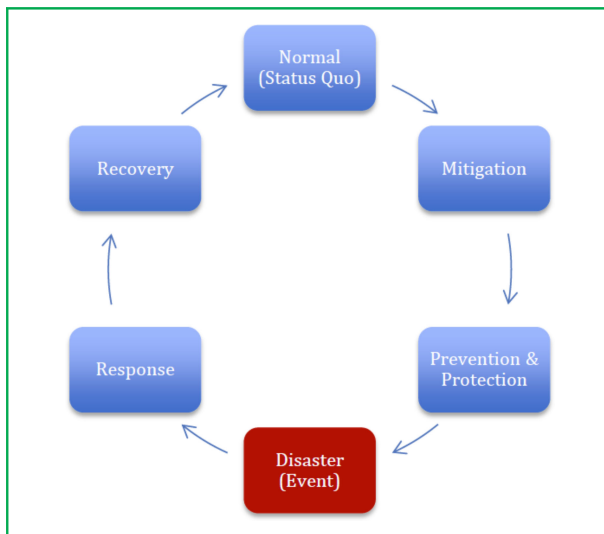 Normal
(Status Quo)
Mitigation
Prevention &
Protection
Disaster
(Event)
Response
Recovery